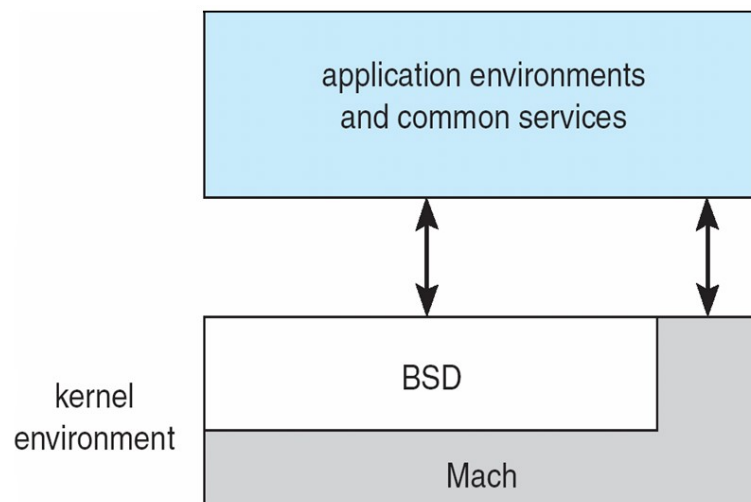 application environments
and common services
BSD
kernel
environment
Mach